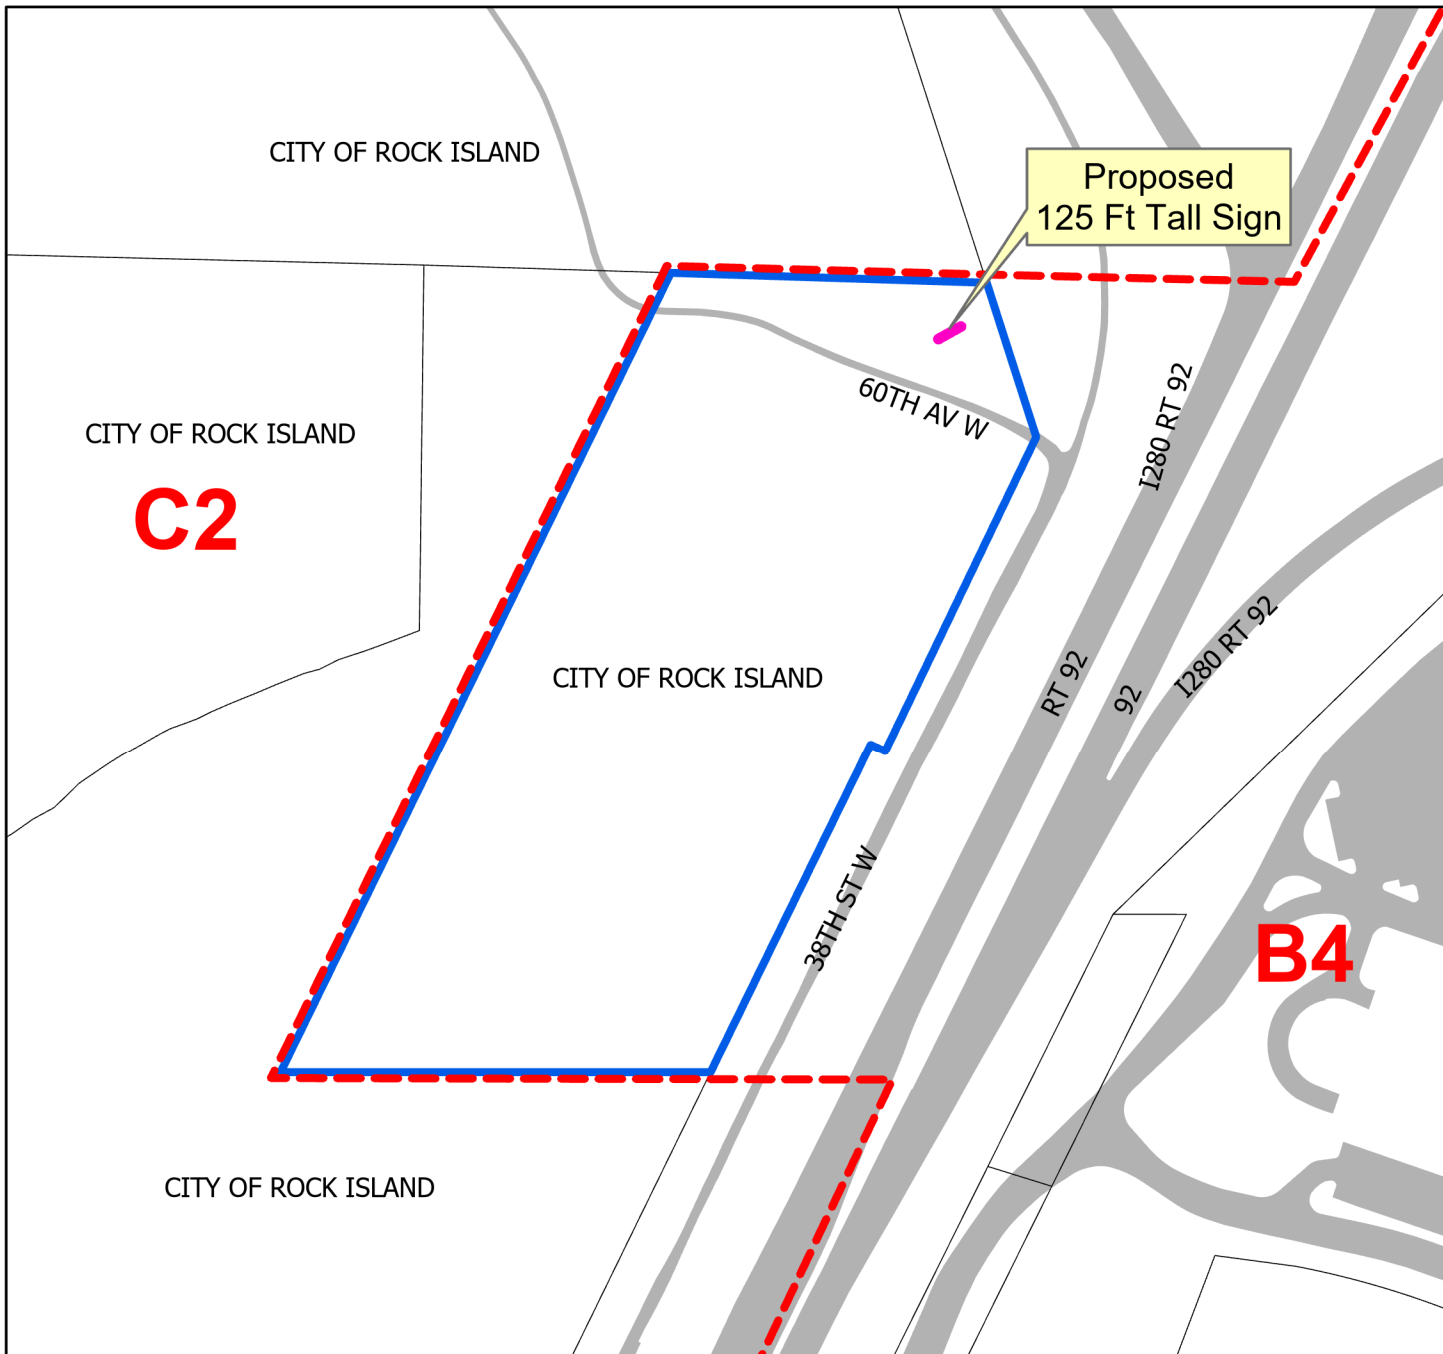 CITY OF ROCK ISLAND
Proposed
125 Ft Tall Sign
60TH AV W
I280 RT 92
CITY OF ROCK ISLAND
C2
I280 RT 92
CITY OF ROCK ISLAND
RT 92
92
38TH ST W
B4
CITY OF ROCK ISLAND